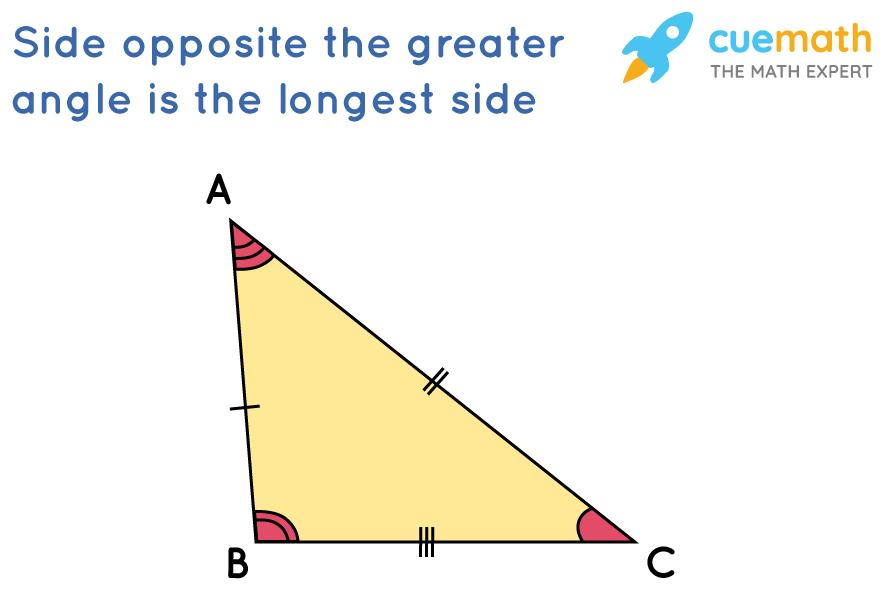 Side opposite the greater
angle is the longest side
cuemath
THE MATH EXPERT
A
B
C